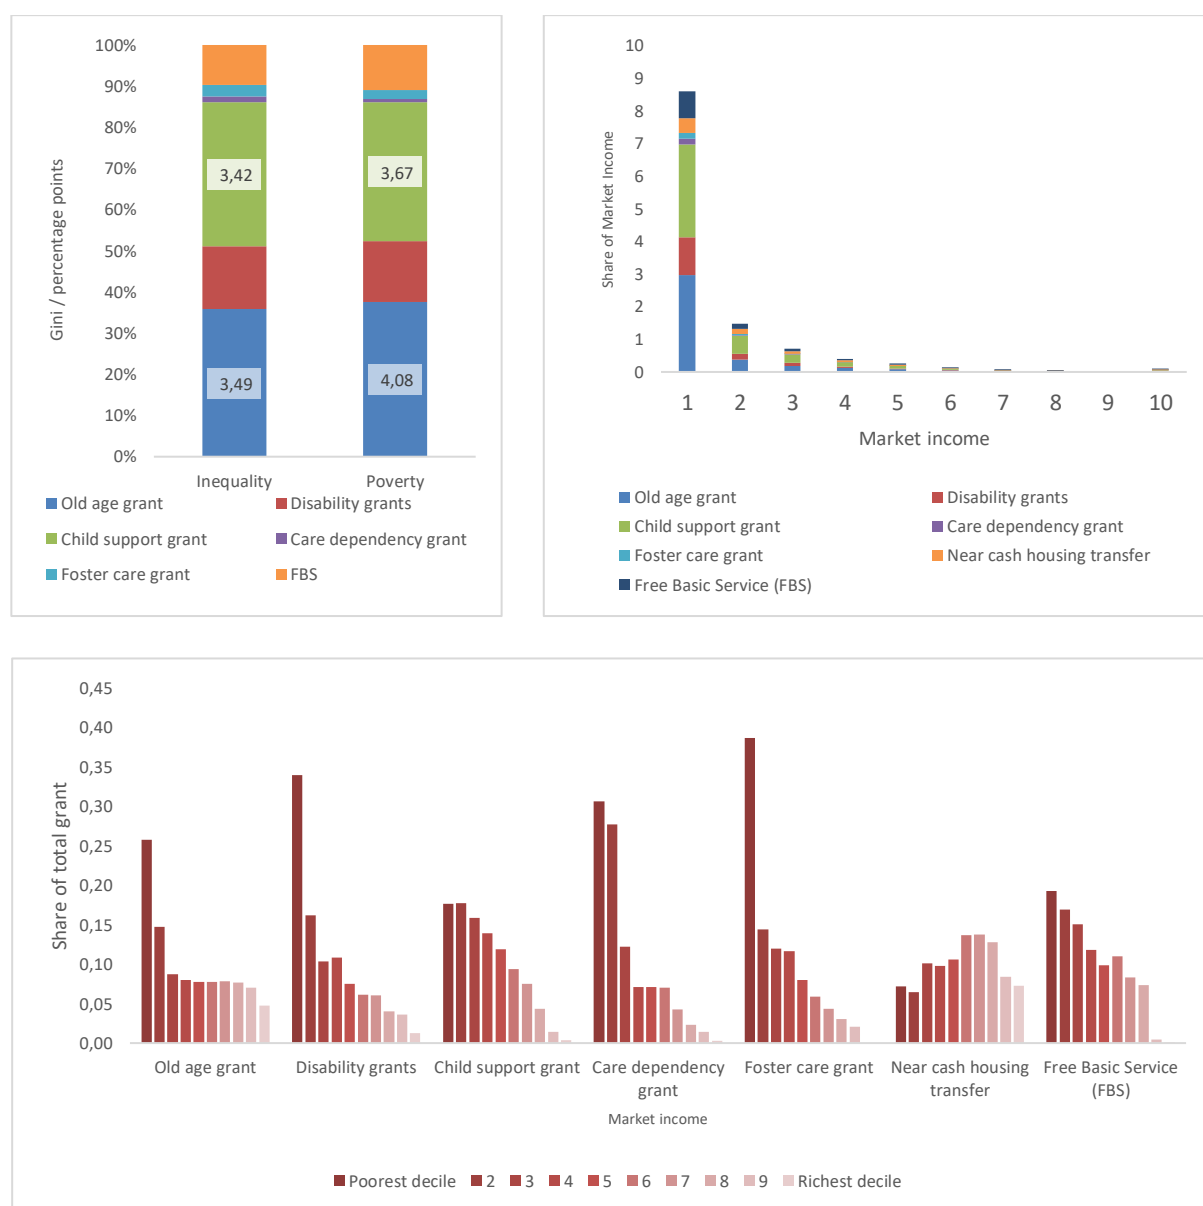 100%
90%
80%
70%
60%
50%
40%
30%
20%
10%
0%
Gini / percentage points
3,42
3,67
3,49
4,08
Inequality Poverty
Old age grant Disability grants
Child support grant Care dependency grant
Foster care grant FBS
10
9
8
7
6
5
4
3
2
1
0
Share of Market Income
1 2 3 4 5 6 7 8 9 10
Market income
Old age grant Disability grants
Child support grant Care dependency grant
Foster care grant Near cash housing transfer
Free Basic Service (FBS)
0,45
0,40
0,35
0,30
0,25
0,20
0,15
0,10
0,05
0,00
Share of total grant
Old age grant Disability grants Child support grant Care dependency Foster care grant Near cash housing Free Basic Service
grant transfer (FBS)
Market income
Poorest decile 2 3 4 5 6 7 8 9 Richest decile